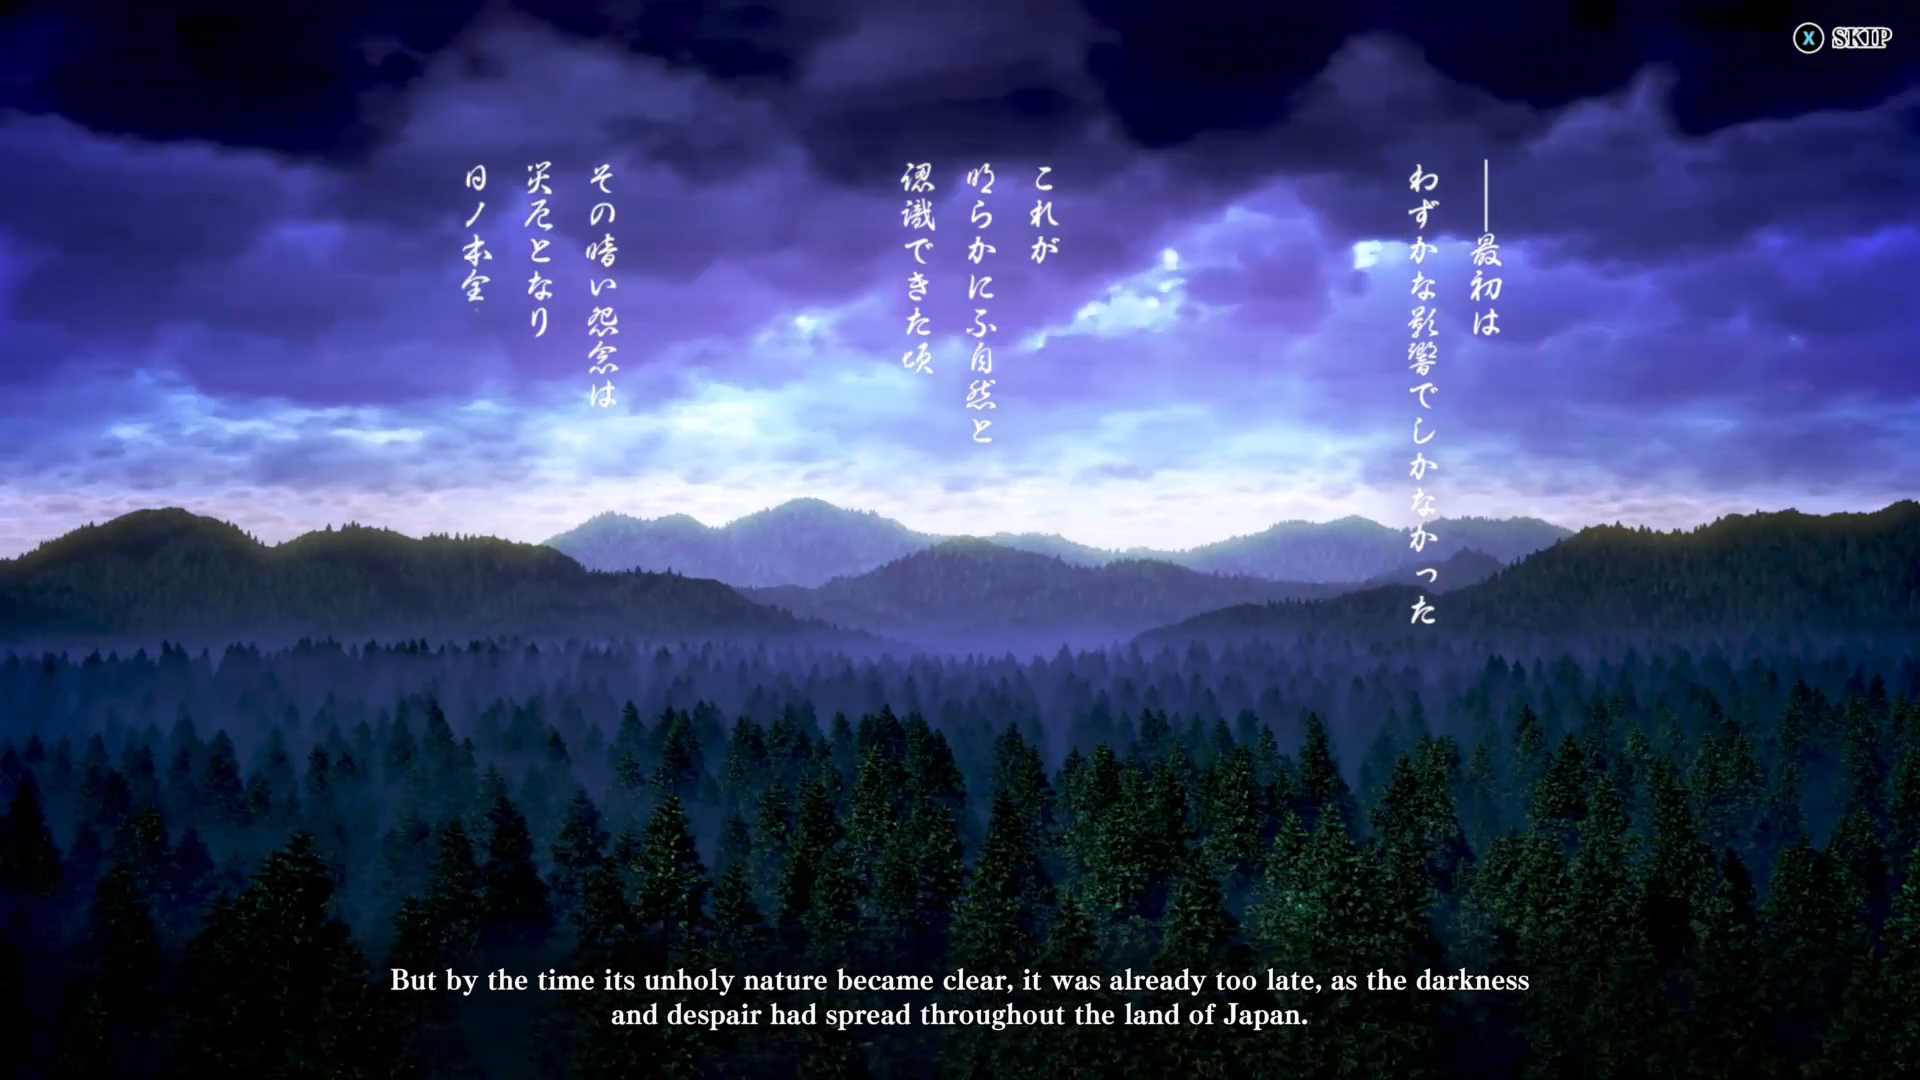 SKIP
――最初は
わずかな影響でしかなかった
これが
明らかにふ自然と
認識できた頃
その暗い怨念は
災厄となり
日ノ本全
But by the time its unholy nature became clear, it was already too late, as the darkness
and despair had spread throughout the land of Japan.